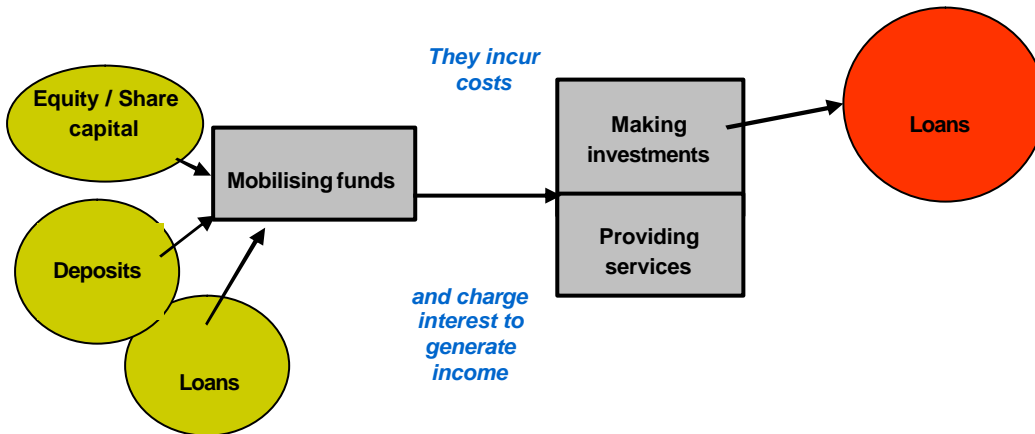 They incur
costs
Equity / Share
capital
Mobilising funds
Making
investments
Loans
Providing
services
Deposits
and charge
interest to
generate
income
Loans